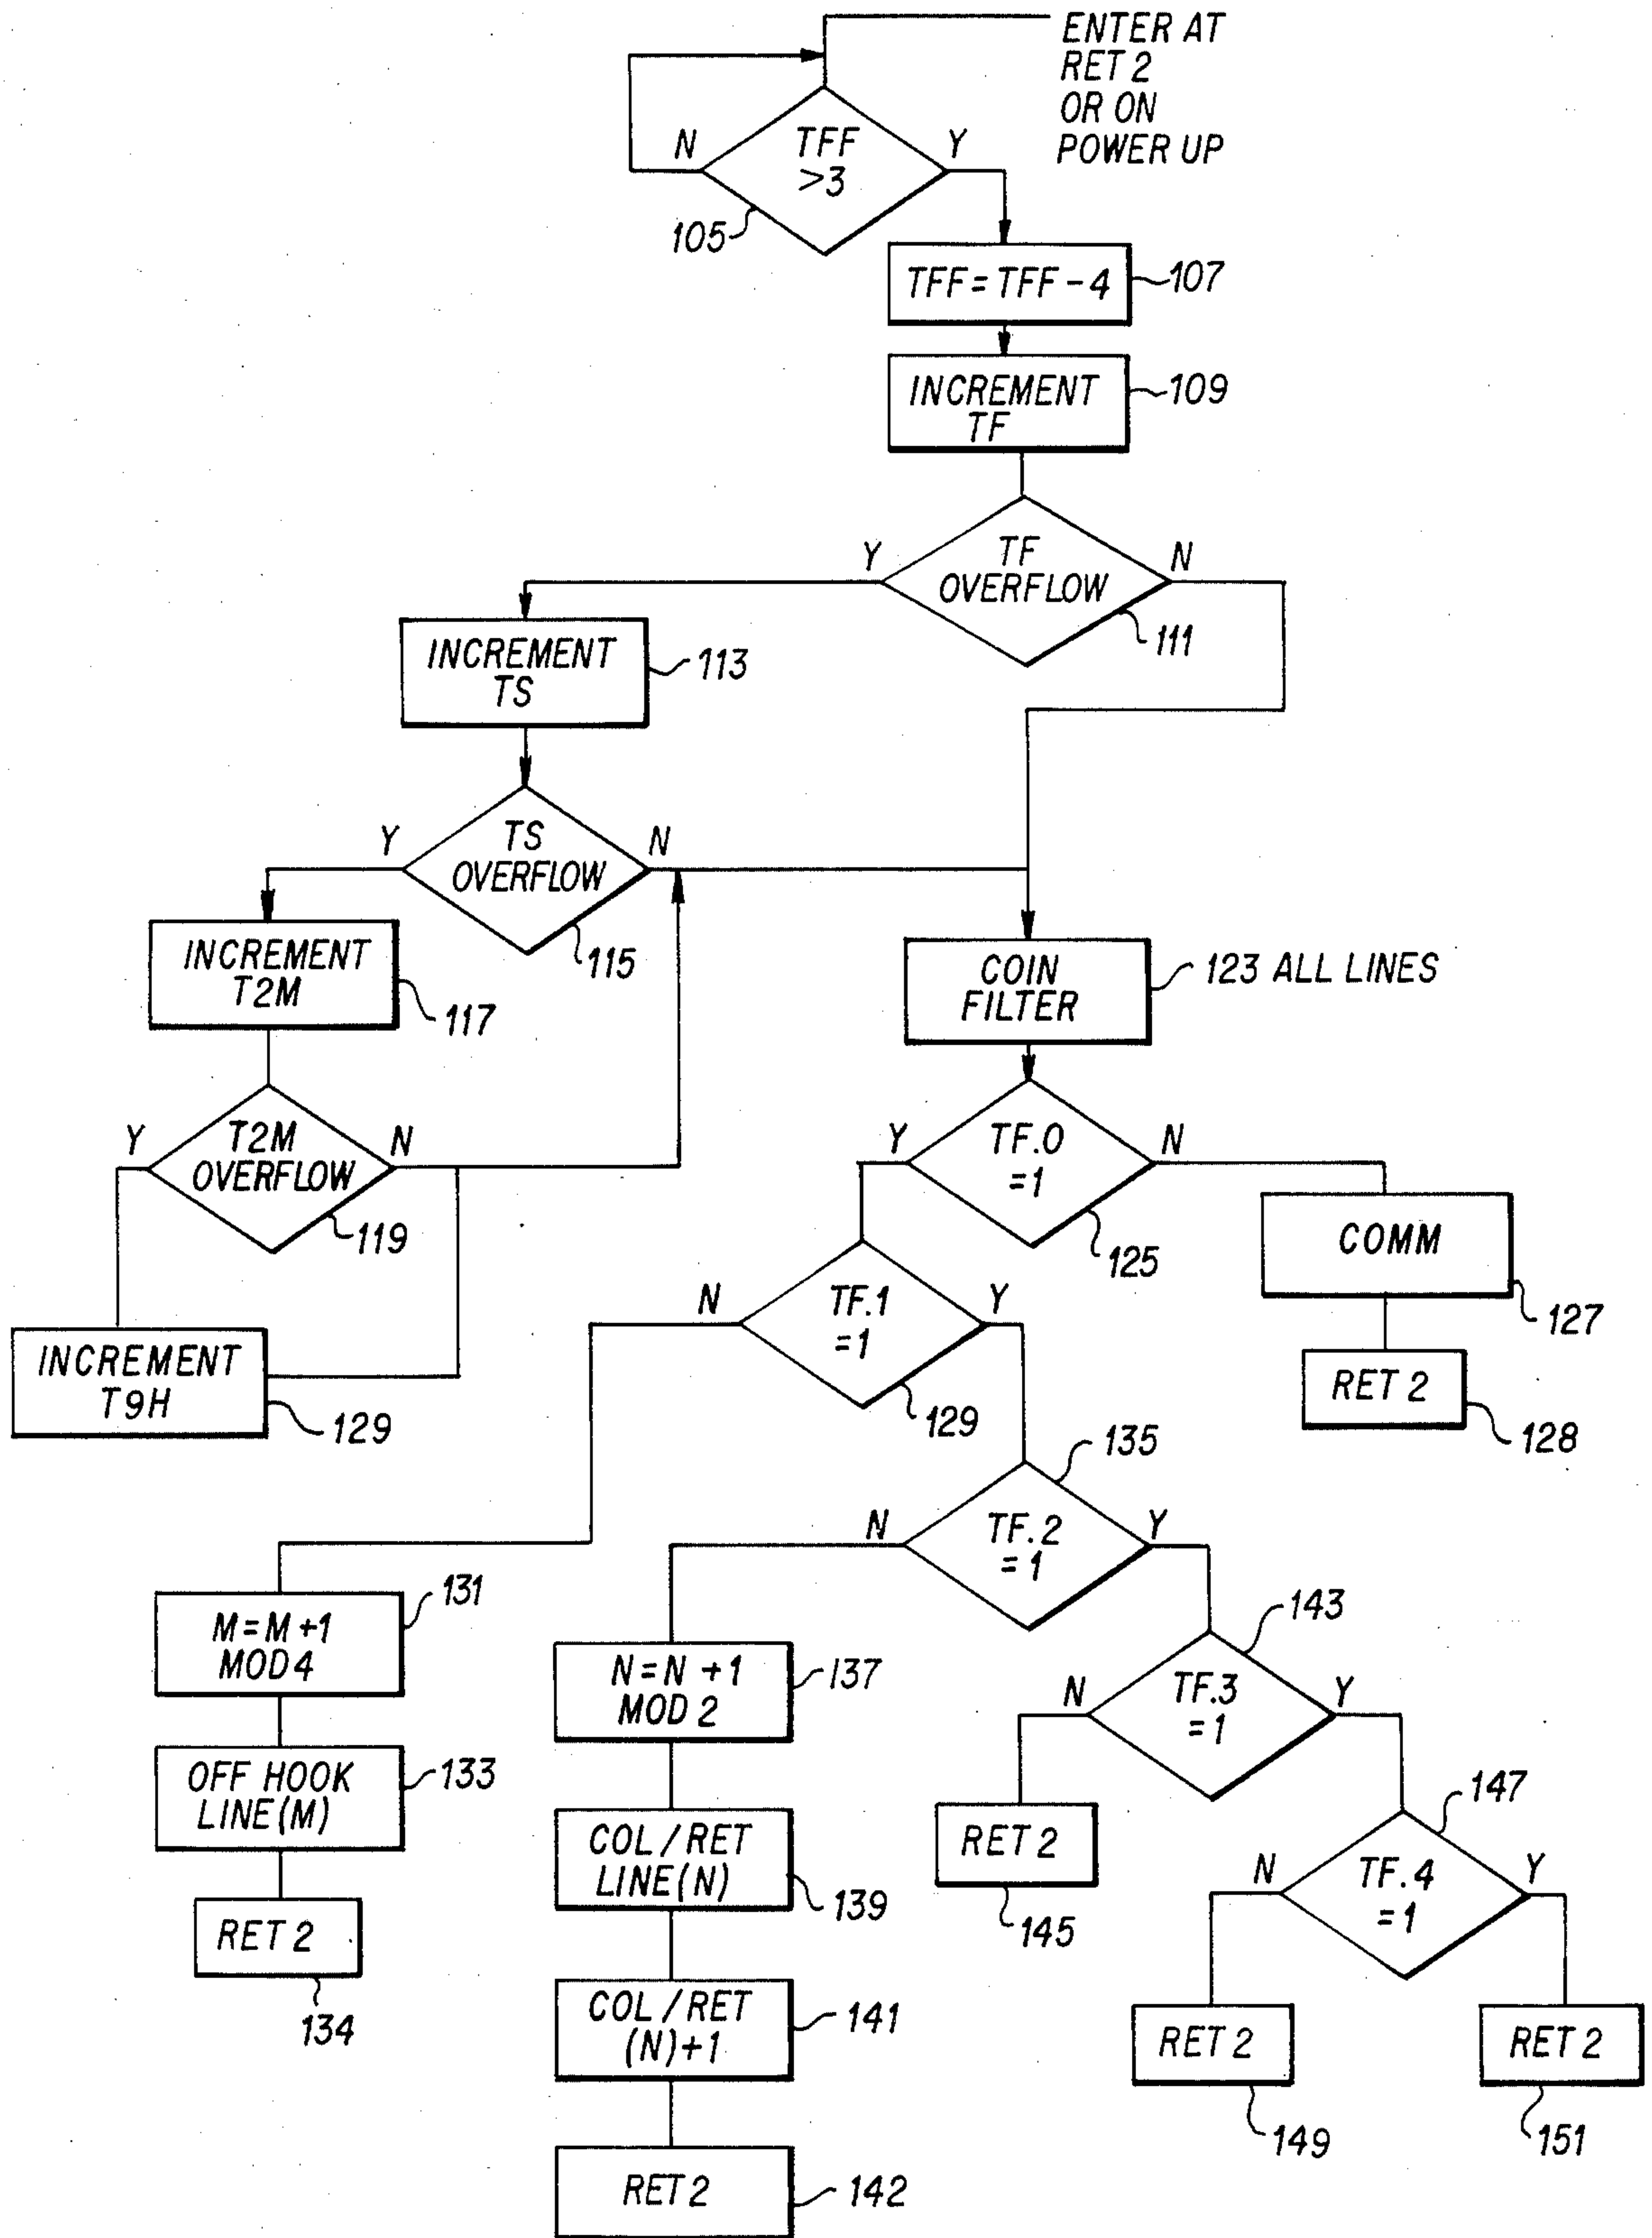 ENTER AT
RET 2
OR ON
POWER UP
N
TFF
>3
Y
105
TFF=TFF-4
107
INCREMENT
TF
109
Y
TF
OVERFLOW
N
111
INCREMENT
TS
113
Y
TS
OVERFLOW
N
115
INCREMENT
T2M
117
COIN
FILTER
123 ALL LINES
Y
T2M
OVERFLOW
N
119
Y
TF.0
=1
N
125
COMM
127
INCREMENT
T9H
129
N
TF.1
=1
Y
129
RET 2
128
135
N
TF.2
=1
Y
M=M+1
MOD4
131
N=N+1
MOD 2
137
143
N
TF.3
=1
Y
OFF HOOK
LINE(M)
133
COL/RET
LINE(N)
139
RET 2
145
147
N
TF.4
=1
Y
RET 2
134
COL/RET
(N)+1
141
RET 2
149
RET 2
151
RET 2
142